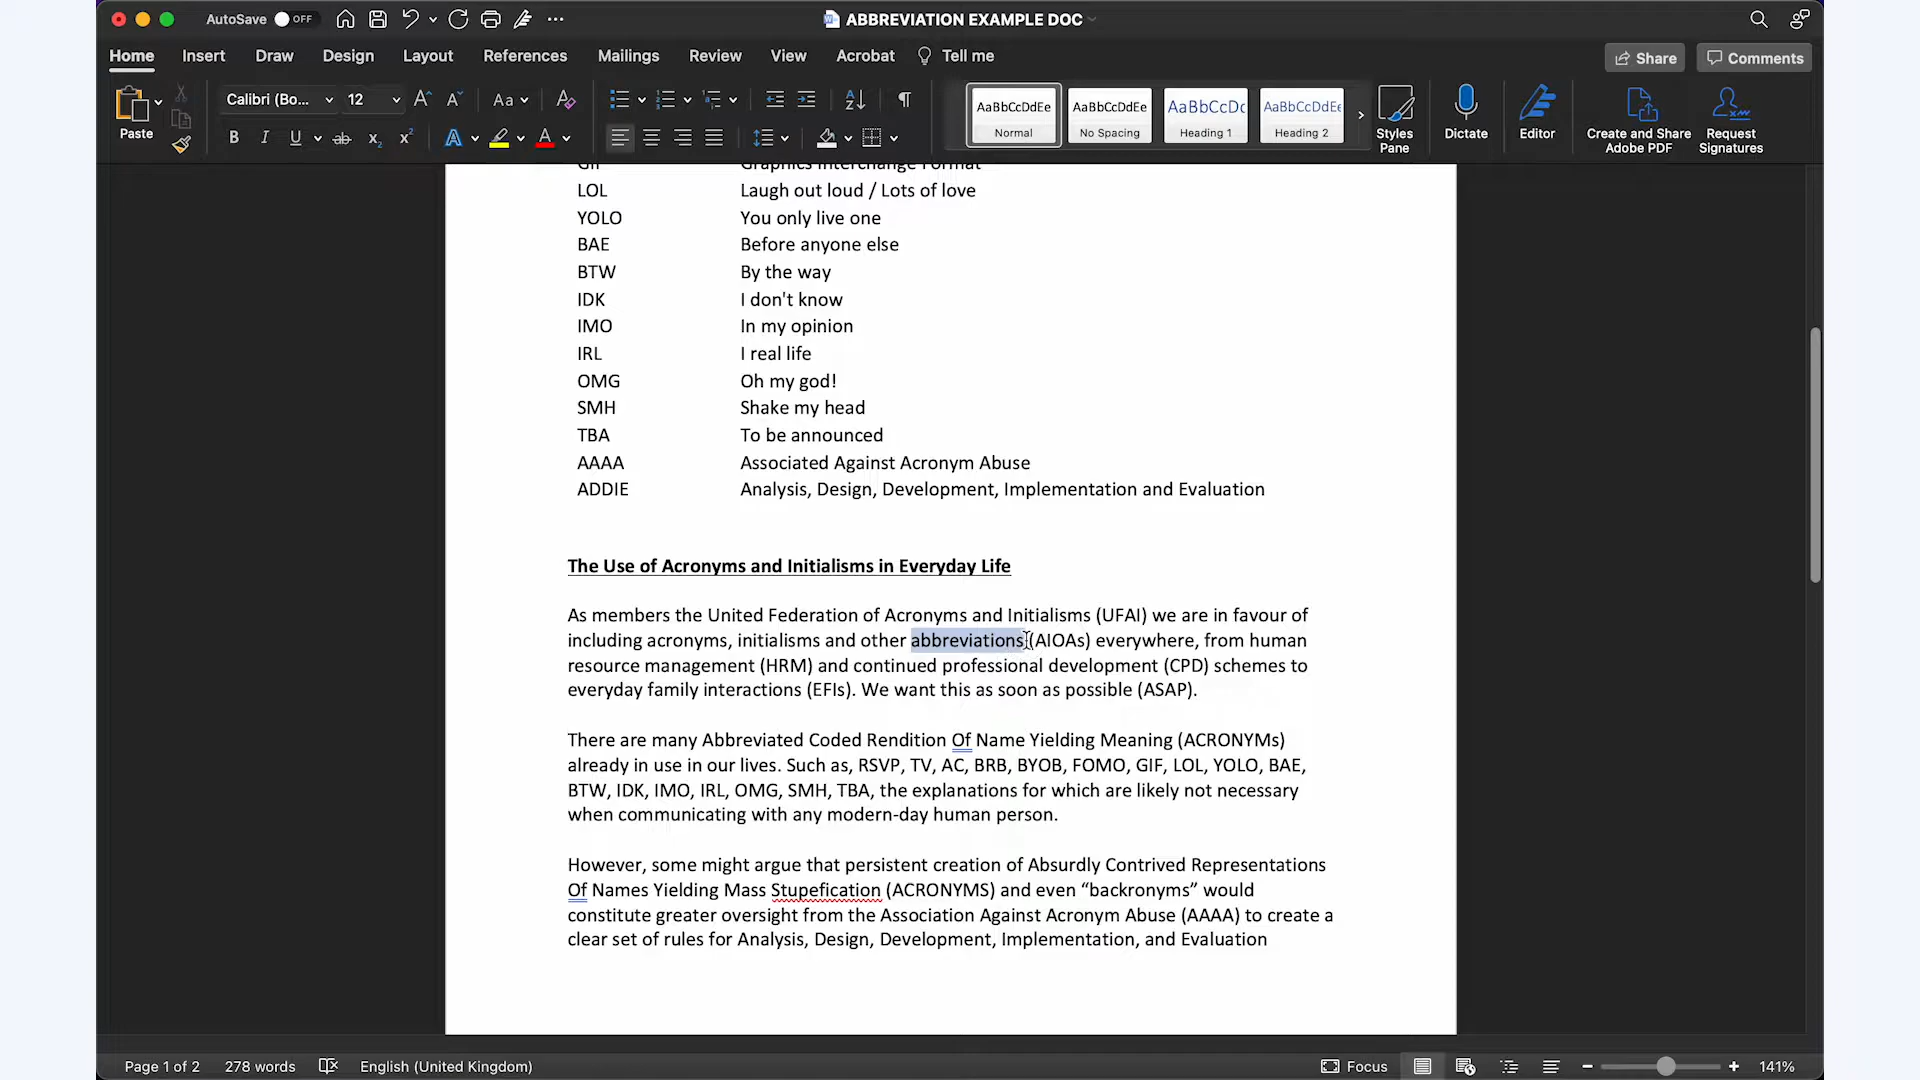 AutoSave OFF
ABBREVIATION EXAMPLE DOC
Home Insert Draw Design Layout References Mailings Review View Acrobat Tell me
Share Comments
Paste
Calibri (Bo... 12
AaBbCcDdEe Normal
AaBbCcDdEe No Spacing
AaBbCcDc Heading 1
AaBbCcDdEe Heading 2
Styles Pane
Dictate
Editor
Create and Share Adobe PDF
Request Signatures
GIF Graphics Interchange Format
LOL Laugh out loud / Lots of love
YOLO You only live one
BAE Before anyone else
BTW By the way
IDK I don't know
IMO In my opinion
IRL I real life
OMG Oh my god!
SMH Shake my head
TBA To be announced
AAAA Associated Against Acronym Abuse
ADDIE Analysis, Design, Development, Implementation and Evaluation
The Use of Acronyms and Initialisms in Everyday Life
As members the United Federation of Acronyms and Initialisms (UFAI) we are in favour of
including acronyms, initialisms and other abbreviations (AIOAs) everywhere, from human
resource management (HRM) and continued professional development (CPD) schemes to
everyday family interactions (EFIs). We want this as soon as possible (ASAP).
There are many Abbreviated Coded Rendition Of Name Yielding Meaning (ACRONYMs)
already in use in our lives. Such as, RSVP, TV, AC, BRB, BYOB, FOMO, GIF, LOL, YOLO, BAE,
BTW, IDK, IMO, IRL, OMG, SMH, TBA, the explanations for which are likely not necessary
when communicating with any modern-day human person.
However, some might argue that persistent creation of Absurdly Contrived Representations
Of Names Yielding Mass Stupefication (ACRONYMS) and even “backronyms” would
constitute greater oversight from the Association Against Acronym Abuse (AAAA) to create a
clear set of rules for Analysis, Design, Development, Implementation, and Evaluation
Page 1 of 2 278 words English (United Kingdom) Focus 141%